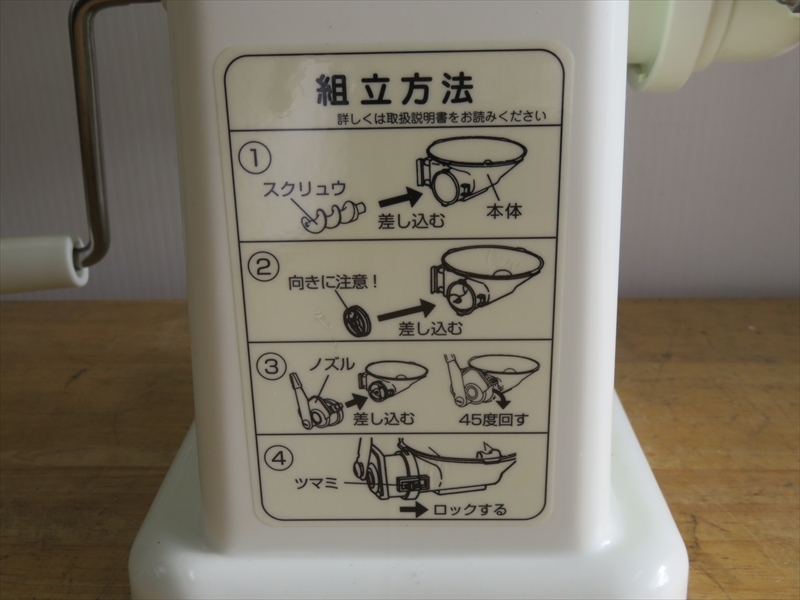 組立方法
詳しくは取扱説明書をお読みください
①
スクリュウ
差し込む
本体
②
向きに注意！
差し込む
③
ノズル
差し込む
45度回す
④
ツマミ
ロックする